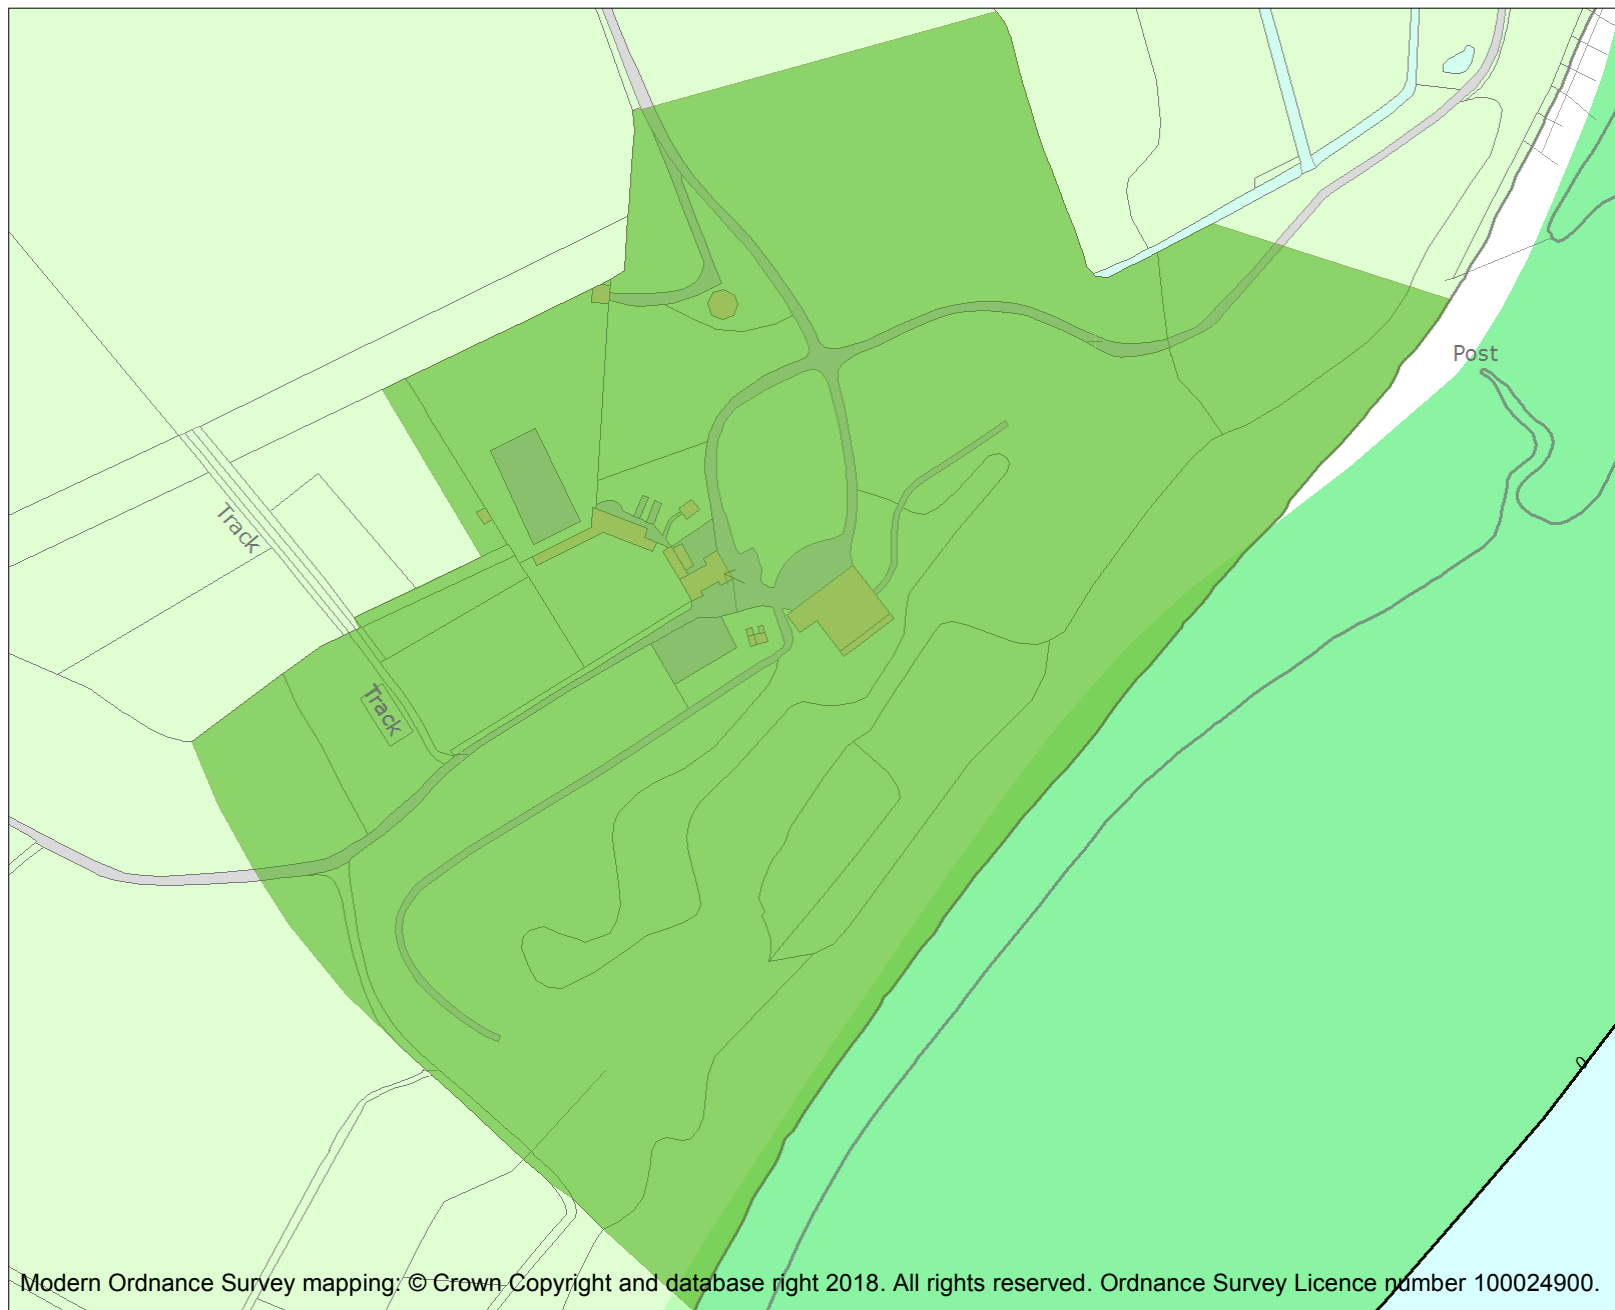 Post
Track
Track
0
Modern Ordnance Survey mapping: © Crown Copyright and database right 2018. All rights reserved. Ordnance Survey Licence number 100024900.